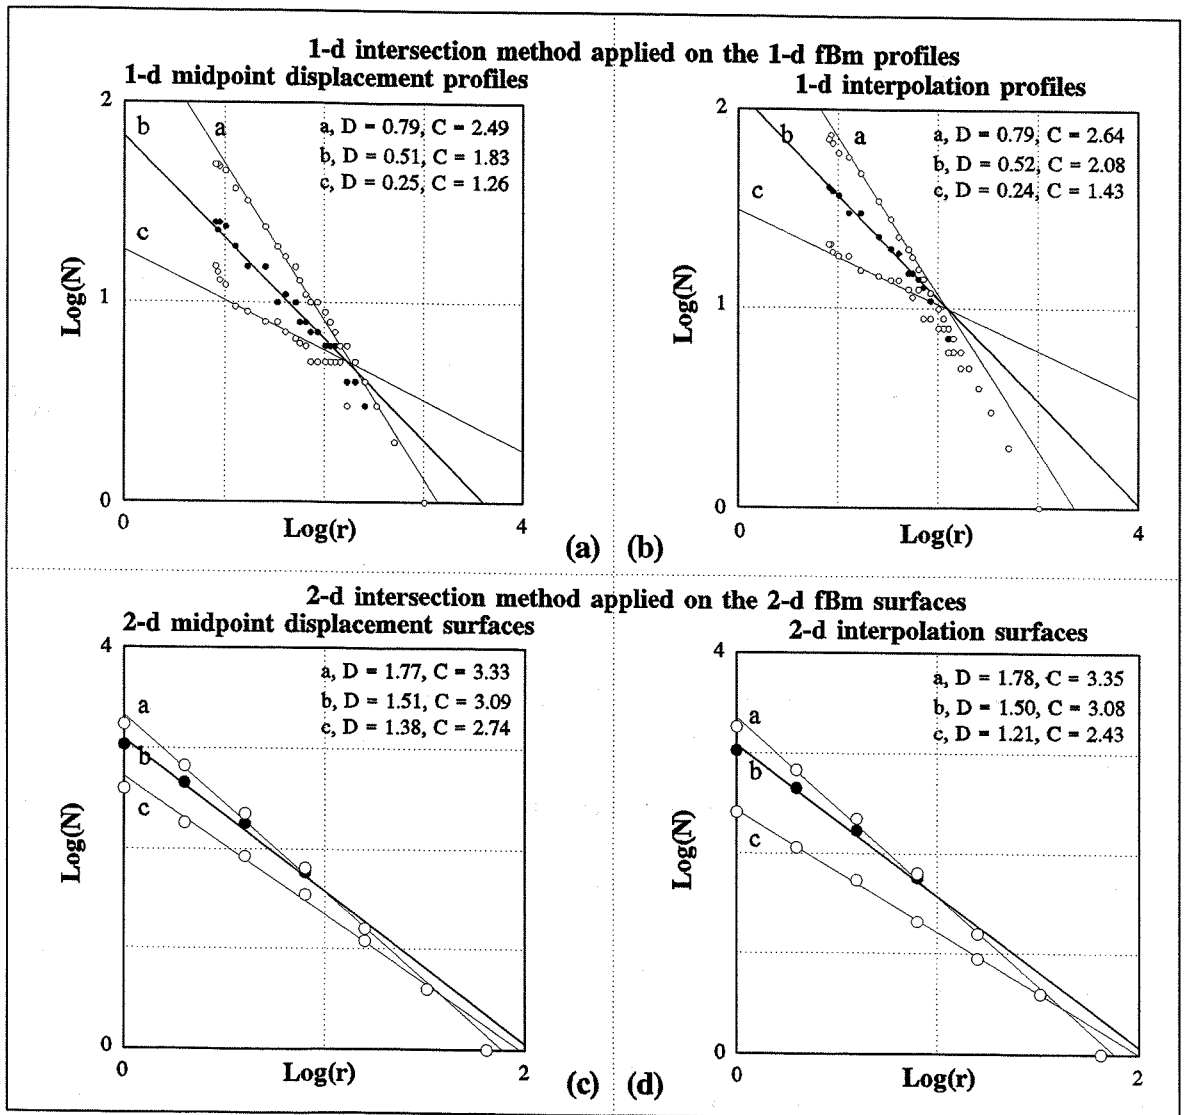 1-d intersection method applied on the 1-d fBm profiles
1-d midpoint displacement profiles
2
b
a
a, D = 0.79, C = 2.49
b, D = 0.51, C = 1.83
c, D = 0.25, C = 1.26
c
Log(N)
1
0
0
Log(r)
4
(a)
1-d interpolation profiles
2
b
a
a, D = 0.79, C = 2.64
b, D = 0.52, C = 2.08
c, D = 0.24, C = 1.43
c
Log(N)
1
0
0
Log(r)
4
(b)
2-d intersection method applied on the 2-d fBm surfaces
2-d midpoint displacement surfaces
4
a, D = 1.77, C = 3.33
b, D = 1.51, C = 3.09
c, D = 1.38, C = 2.74
a
b
c
Log(N)
0
0
Log(r)
2
(c)
2-d interpolation surfaces
4
a, D = 1.78, C = 3.35
b, D = 1.50, C = 3.08
c, D = 1.21, C = 2.43
a
b
c
Log(N)
0
0
Log(r)
2
(d)